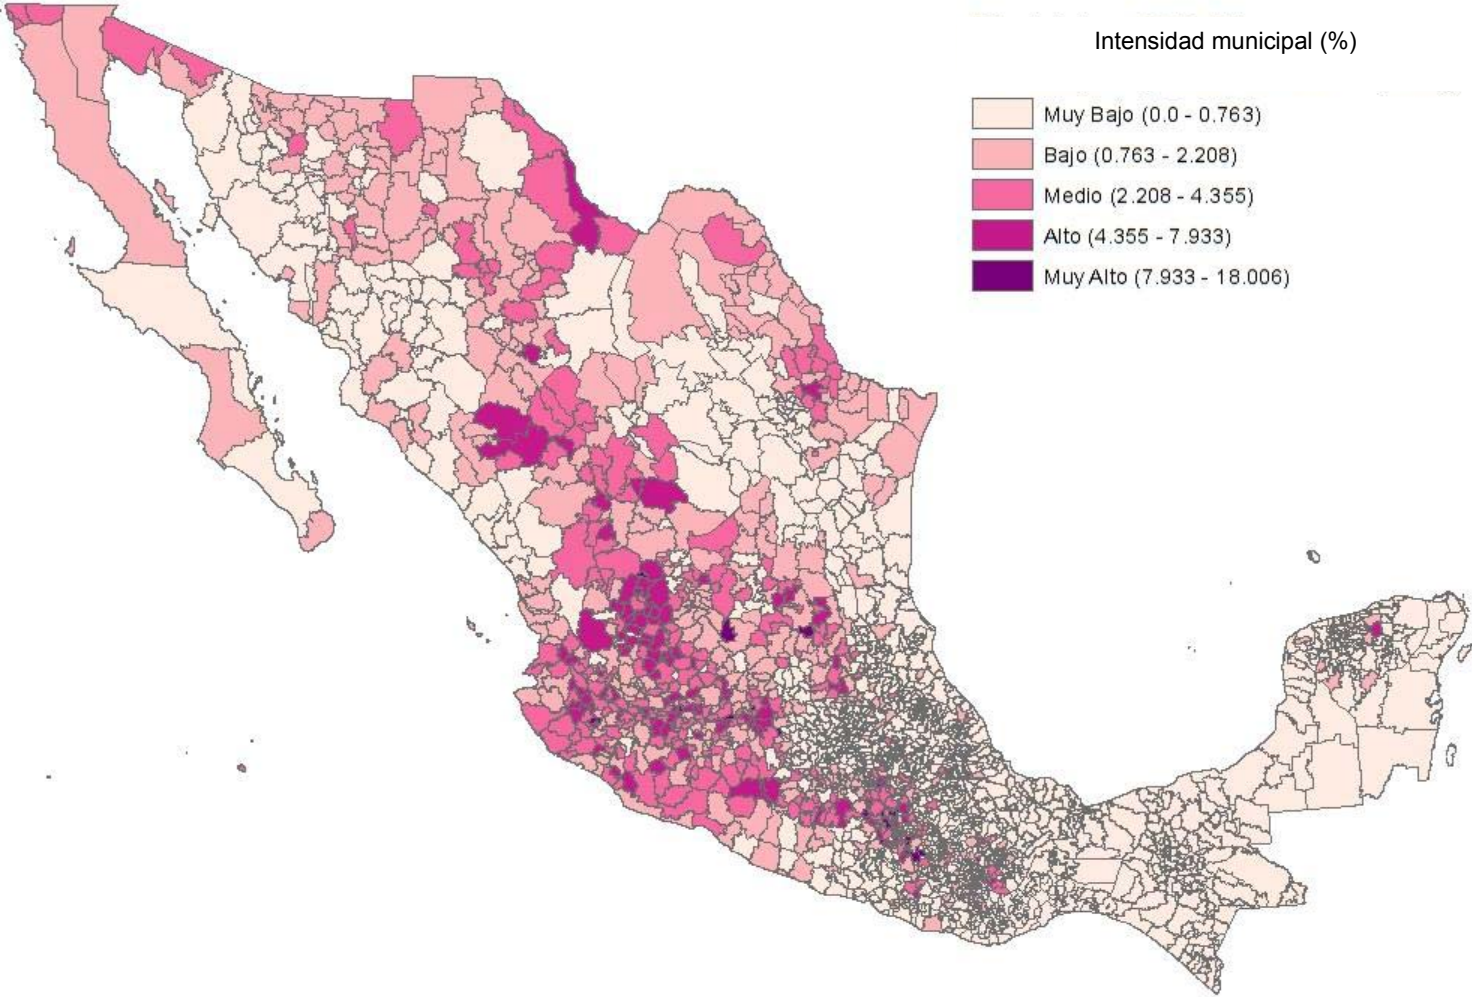 Intensidad municipal (%)
Muy Bajo (0.0 - 0.763)
Bajo (0.763 - 2.208)
Medio (2.208 - 4.355)
Alto (4.355 - 7.933)
Muy Alto (7.933 - 18.006)